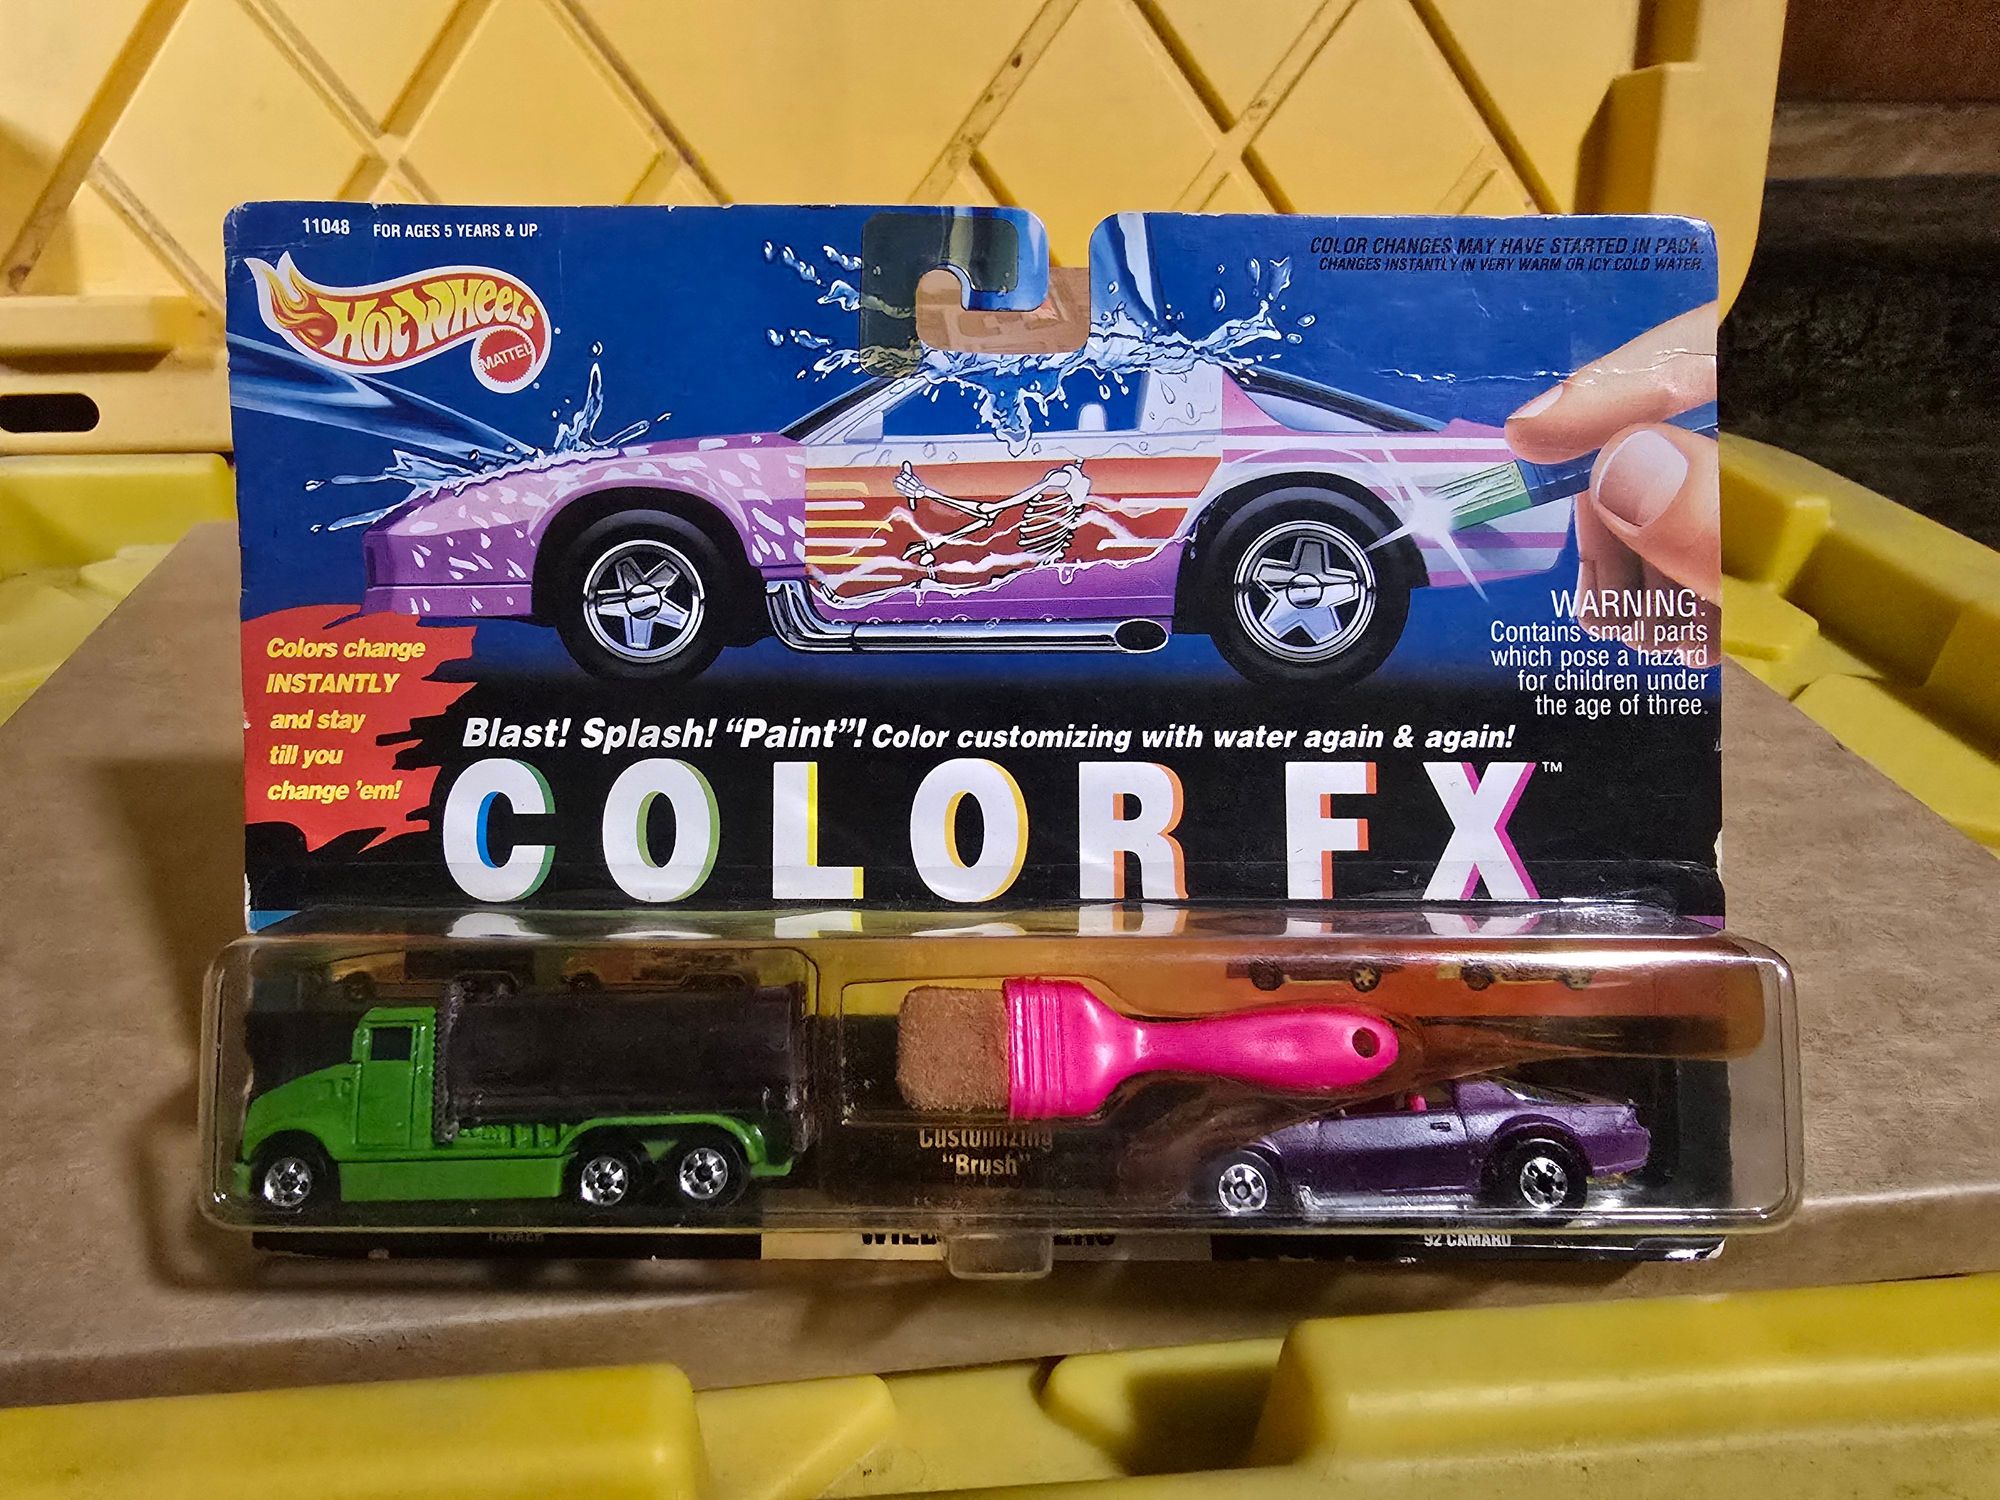 11048 FOR AGES 5 YEARS & UP
COLOR CHANGES MAY HAVE STARTED IN PACK.
CHANGES INSTANTLY IN VERY WARM OR ICY COLD WATER.
HOT WHEELS
MATTEL
WARNING:
Contains small parts
which pose a hazard
for children under
the age of three.
Colors change
INSTANTLY
and stay
till you
change 'em!
Blast! Splash! "Paint"! Color customizing with water again & again!
COLOR FX™
Customizing
"Brush"
TANKER
92 CAMARO